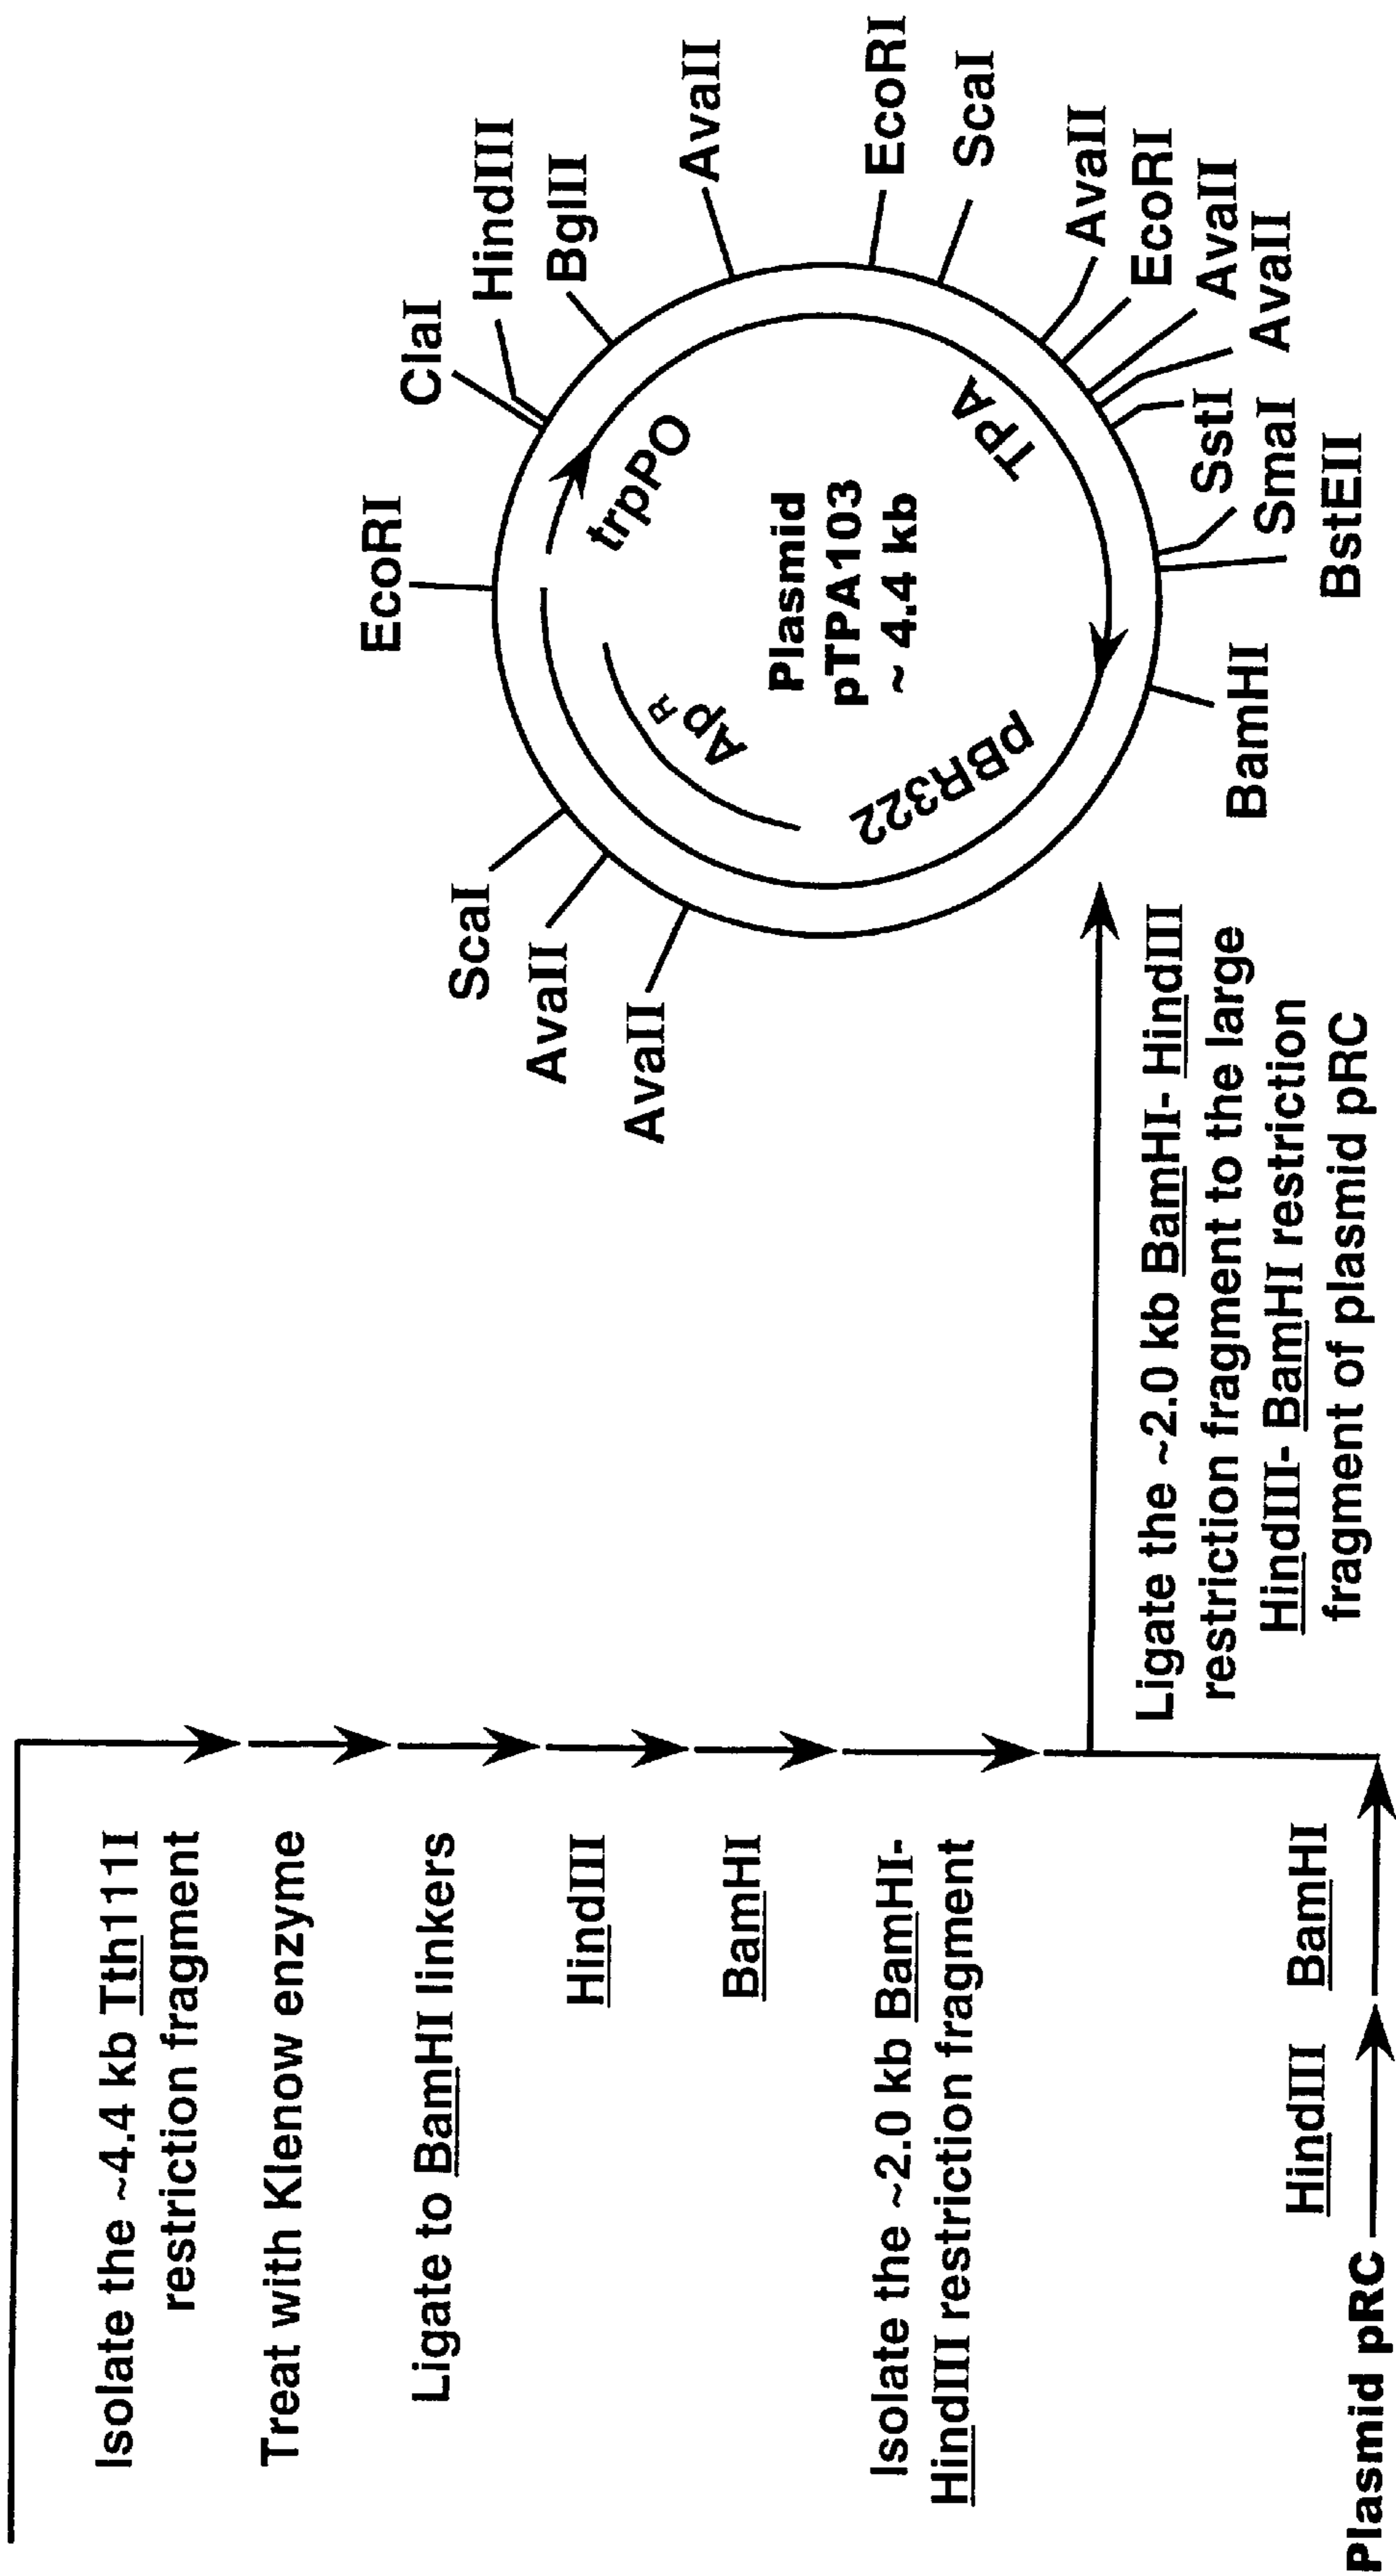 Isolate the ~4.4 kb Tth111I
restriction fragment
Treat with Klenow enzyme
Ligate to BamHI linkers
HindIII
BamHI
Isolate the ~2.0 kb BamHI-
HindIII restriction fragment
HindIII
BamHI
Plasmid pRC
Ligate the ~2.0 kb BamHI- HindIII
restriction fragment to the large
HindIII- BamHI restriction
fragment of plasmid pRC
EcoRI
ClaI
HindIII
BglII
AvaII
EcoRI
ScaI
AvaII
EcoRI
AvaII
AvaII
SstI
SmaI
BstEII
BamHI
AvaII
AvaII
ScaI
trpPO
TPA
pBR322
ApR
Plasmid
pTPA103
~ 4.4 kb